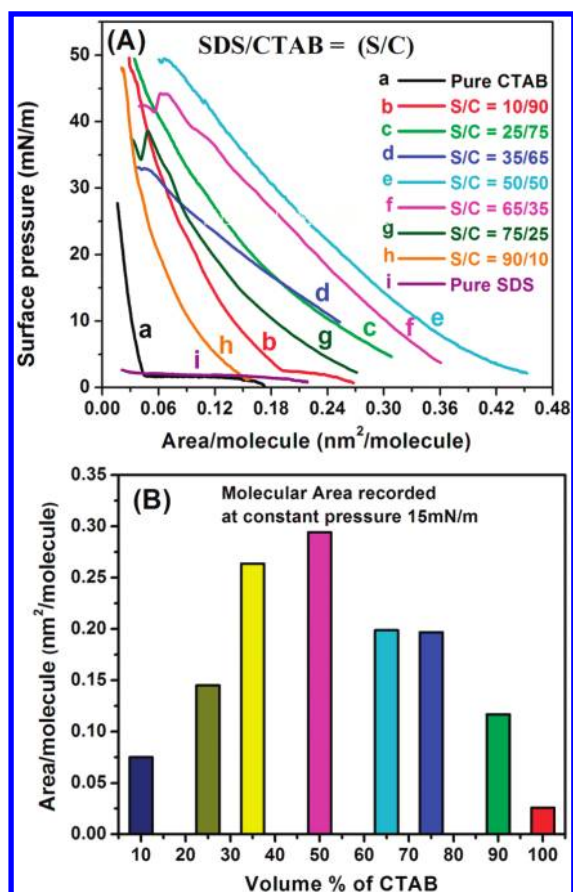 (A) SDS/CTAB = (S/C)
a Pure CTAB
b S/C = 10/90
c S/C = 25/75
d S/C = 35/65
e S/C = 50/50
f S/C = 65/35
g S/C = 75/25
h S/C = 90/10
i Pure SDS
Surface pressure (mN/m)
50
40
30
20
10
0
a
i
h
b
g
d
c
f
e
0.00 0.06 0.12 0.18 0.24 0.30 0.36 0.42 0.48
Area/molecule (nm²/molecule)
(B)
Molecular Area recorded
at constant pressure 15mN/m
Area/molecule (nm²/molecule)
0.35
0.30
0.25
0.20
0.15
0.10
0.05
0.00
10 20 30 40 50 60 70 80 90 100
Volume % of CTAB